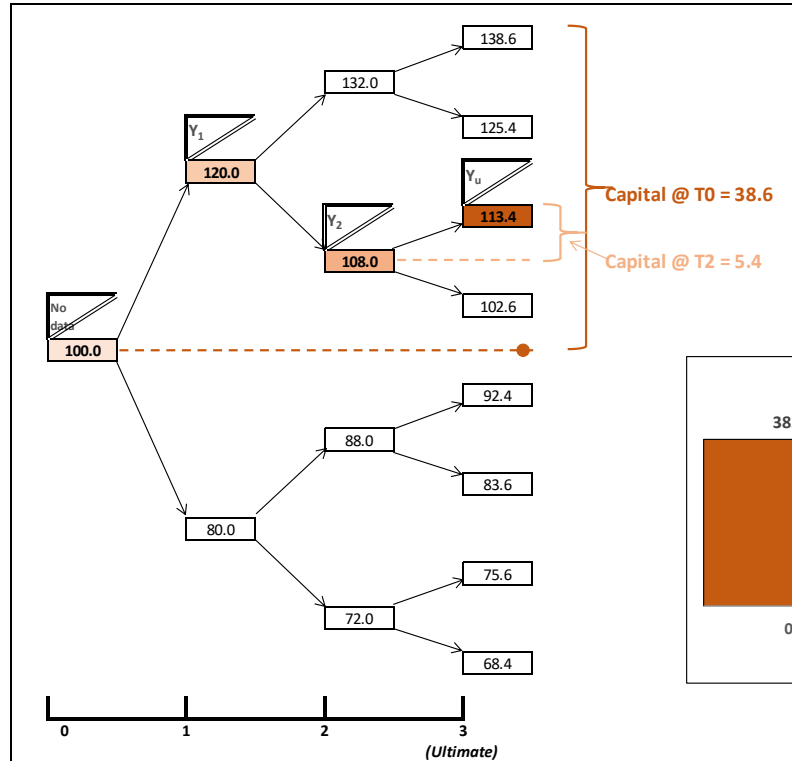 138.6
132.0
125.4
Y1
120.0
Capital @ T0 = 38.6
Yu
113.4
Y2
108.0
Capital @ T2 = 5.4
102.6
No
data
100.0
92.4
88.0
83.6
80.0
75.6
72.0
68.4
38.
0
0 1 2 3
(Ultimate)